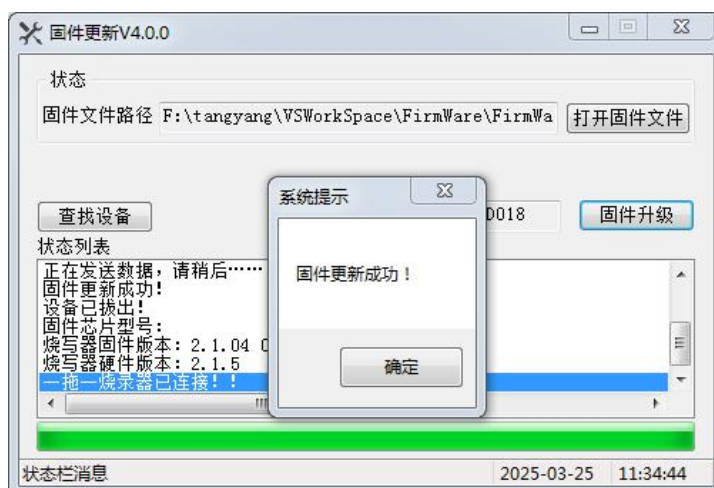 固件更新V4.0.0
状态
固件文件路径 F:\tangyang\VSWorkSpace\FirmWare\FirmWa 打开固件文件
查找设备 D018 固件升级
系统提示
固件更新成功！
确定
状态列表
正在发送数据，请稍后……
固件更新成功!
设备已拔出!
固件芯片型号:
烧写器固件版本: 2.1.04
烧写器硬件版本: 2.1.5
一拖一烧录器已连接!!
状态栏消息 2025-03-25 11:34:44